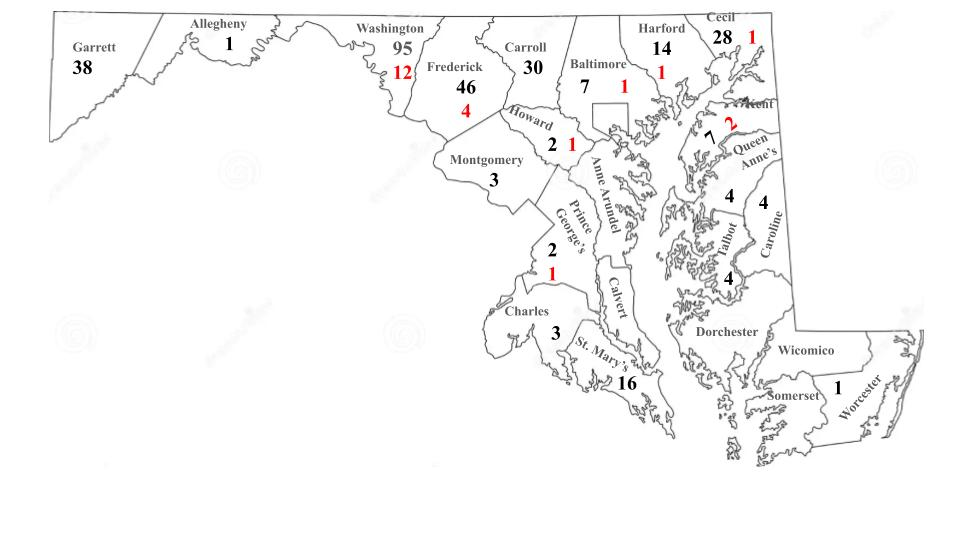 Garrett
38
Allegheny
1
Washington
95
12
Frederick
46
4
Carroll
30
Baltimore
7
1
Harford
14
1
Cecil
28
1
Kent
7
2
Howard
2
1
Montgomery
3
Anne Arundel
Queen
Anne's
4
Caroline
4
Talbot
4
Prince
George's
2
1
Calvert
Charles
3
St. Mary's
16
Dorchester
Wicomico
Somerset
Worcester
1